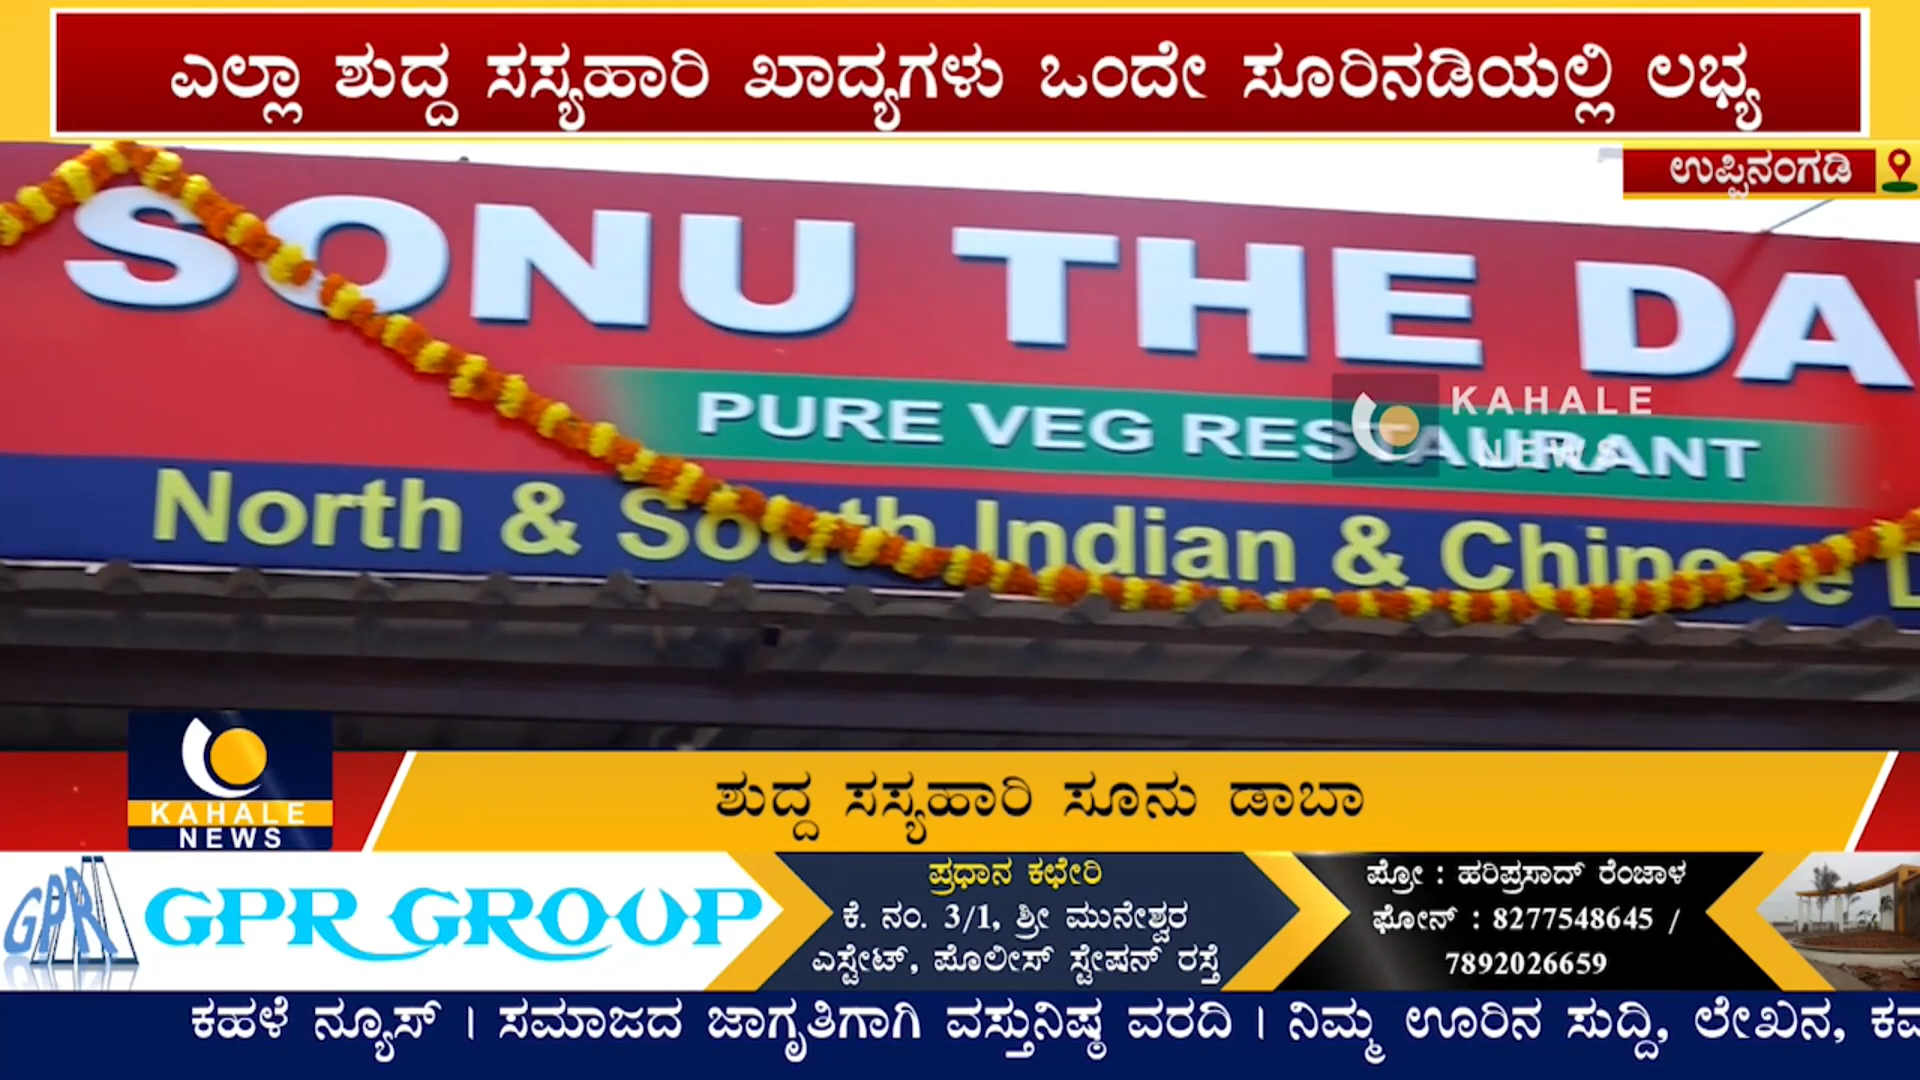 ಎಲ್ಲಾ ಶುದ್ದ ಸಸ್ಯಹಾರಿ ಖಾದ್ಯಗಳು ಒಂದೇ ಸೂರಿನಡಿಯಲ್ಲಿ ಲಭ್ಯ
ಉಪ್ಪಿನಂಗಡಿ
SONU THE
PURE VEG RESTAURANT
North & South Indian & Chinese
KAHALE
NEWS
KAHALE
NEWS
ಶುದ್ದ ಸಸ್ಯಹಾರಿ ಸೂನು ಡಾಬಾ
GPR
GPR GROUP
ಪ್ರಧಾನ ಕಛೇರಿ
ಕೆ. ನಂ. 3/1, ಶ್ರೀ ಮುನೇಶ್ವರ
ಎಸ್ಟೇಟ್, ಪೊಲೀಸ್ ಸ್ಟೇಷನ್ ರಸ್ತೆ
ಪ್ರೋ : ಹರಿಪ್ರಸಾದ್ ರೆಂಜಾಳ
ಫೋನ್ : 8277548645 /
7892026659
ಕಹಳೆ ನ್ಯೂಸ್ । ಸಮಾಜದ ಜಾಗೃತಿಗಾಗಿ ವಸ್ತುನಿಷ್ಠ ವರದಿ । ನಿಮ್ಮ ಊರಿನ ಸುದ್ದಿ, ಲೇಖನ,